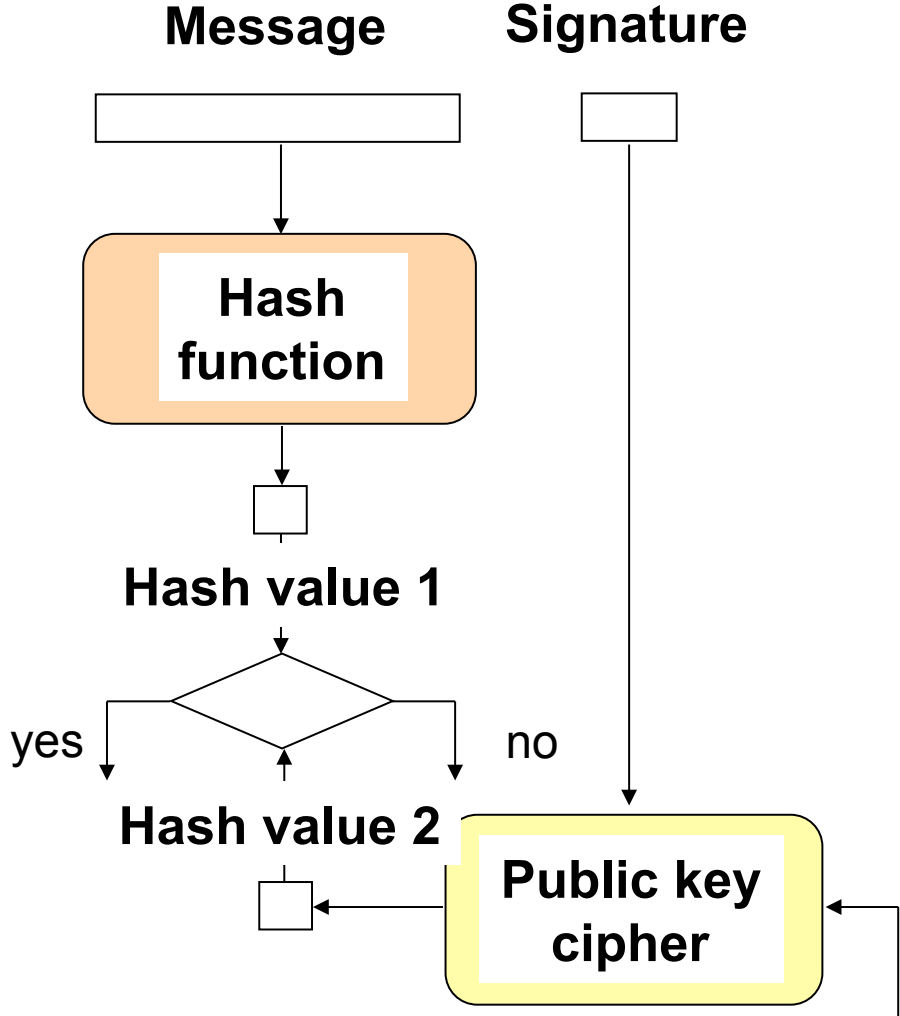 Message
Signature
Hash
function
Hash value 1
yes
no
Hash value 2
Public key
cipher